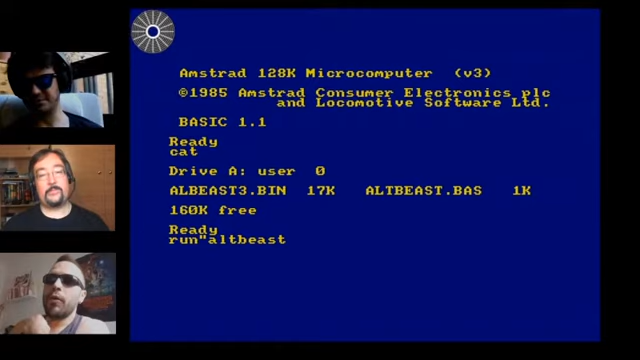 Amstrad 128K Microcomputer (v3)
©1985 Amstrad Consumer Electronics plc
and Locomotive Software Ltd.
BASIC 1.1
Ready
cat
Drive A: user 0
ALBEAST3.BIN 17K ALTBEAST.BAS 1K
160K free
Ready
run"altbeast